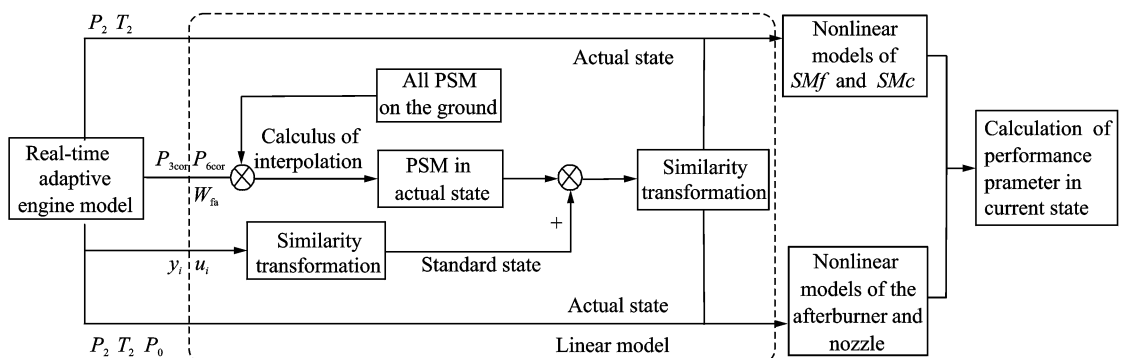 P2 T2
Actual state
Nonlinear
models of
SMf and SMc
All PSM
on the ground
Real-time
adaptive
engine model
P3cor P6cor
Wfa
Calculus of
interpolation
PSM in
actual state
Similarity
transformation
Calculation of
performance
prameter in
current state
+
yi ui
Similarity
transformation
Standard state
Nonlinear
models of the
afterburner and
nozzle
Actual state
P2 T2 P0
Linear model